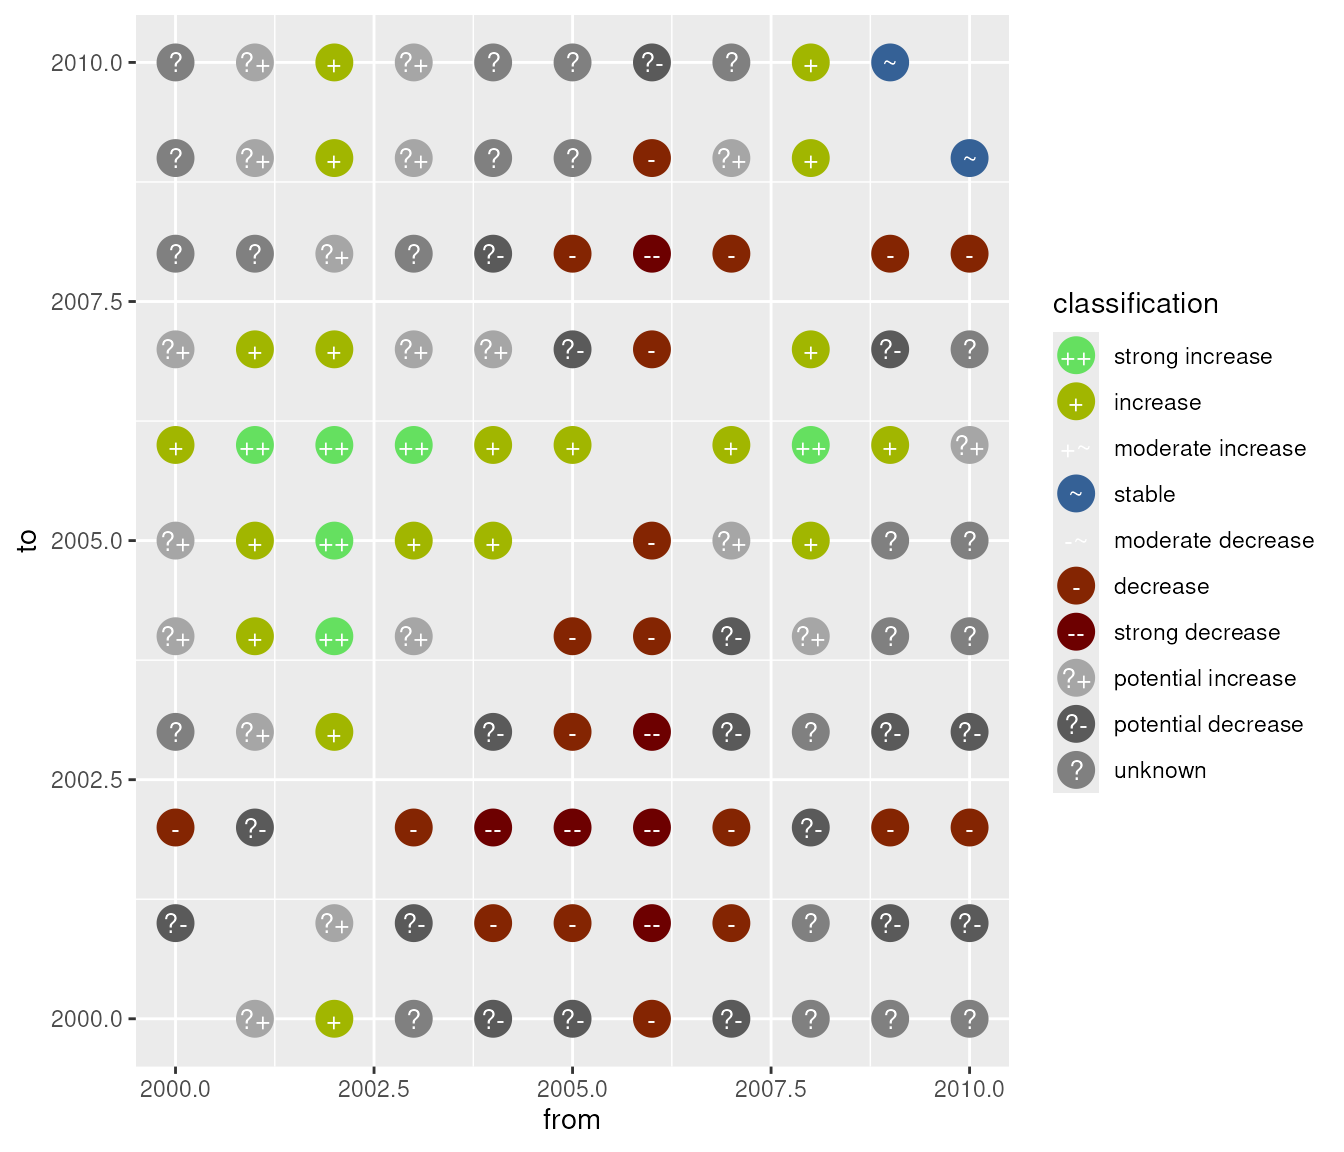 2010.0 ? ?+ + ?+ ? ? ?- ? + ~
? ?+ + ?+ ? ? - ?+ + ~
? ? ?+ ? ?- - -- - - -
2007.5
?+ + + ?+ ?+ ?- - + ?- ?
+ ++ ++ ++ + + + ++ + ?+
2005.0 ?+ + ++ + + - ?+ + ? ?
?+ + ++ ?+ - - ?- ?+ ? ?
? ?+ + ?- - -- ?- ? ?- ?-
2002.5
- ?- - -- -- -- - ?- - -
?- ?+ ?- - - -- - ? ?- ?-
2000.0 ?+ + ? ?- ?- - ?- ? ? ?
2000.0 2002.5 2005.0 2007.5 2010.0
from
to
classification
++ strong increase
+ increase
+~ moderate increase
~ stable
-~ moderate decrease
- decrease
-- strong decrease
?+ potential increase
?- potential decrease
? unknown